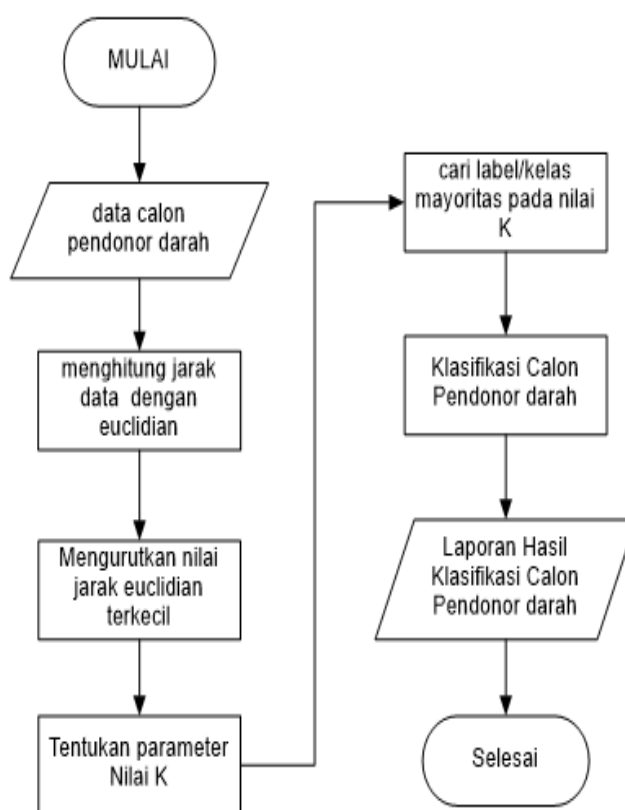 MULAI
data calon
pendonor darah
menghitung jarak
data dengan
euclidian
Mengurutkan nilai
jarak euclidian
terkecil
Tentukan parameter
Nilai K
cari label/kelas
mayoritas pada nilai
K
Klasifikasi Calon
Pendonor darah
Laporan Hasil
Klasifikasi Calon
Pendonor darah
Selesai